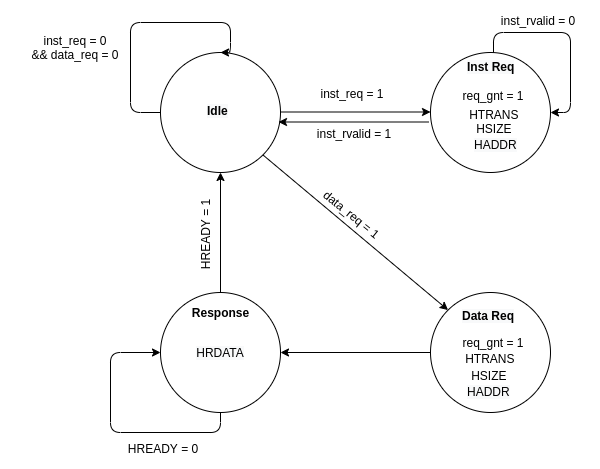 inst_rvalid = 0
inst_req = 0
&& data_req = 0
Idle
inst_req = 1
inst_rvalid = 1
Inst Req
req_gnt = 1
HTRANS
HSIZE
HADDR
data_req = 1
HREADY = 1
Response
HRDATA
Data Req
req_gnt = 1
HTRANS
HSIZE
HADDR
HREADY = 0